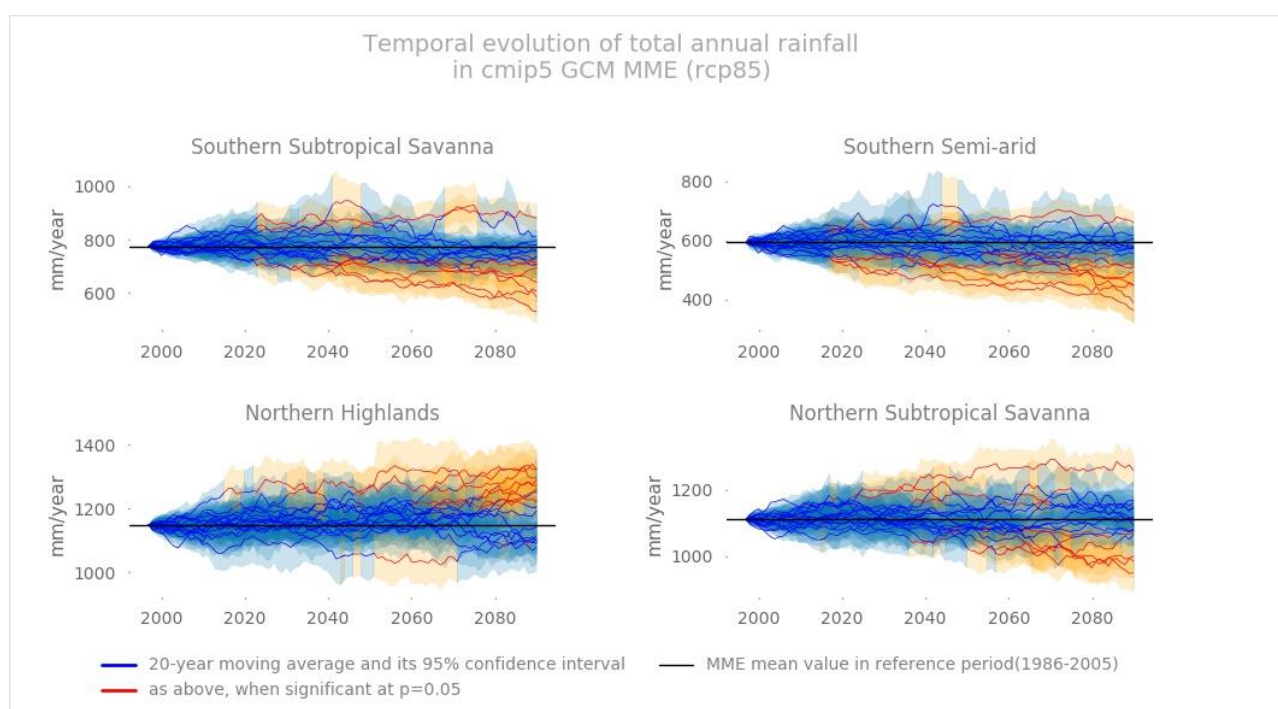 Temporal evolution of total annual rainfall
in cmip5 GCM MME (rcp85)
Southern Subtropical Savanna
1000
800
600
mm/year
2000 2020 2040 2060 2080
Southern Semi-arid
800
600
400
mm/year
2000 2020 2040 2060 2080
Northern Highlands
1400
1200
1000
mm/year
2000 2020 2040 2060 2080
Northern Subtropical Savanna
1200
1000
mm/year
2000 2020 2040 2060 2080
20-year moving average and its 95% confidence interval
as above, when significant at p=0.05
MME mean value in reference period(1986-2005)